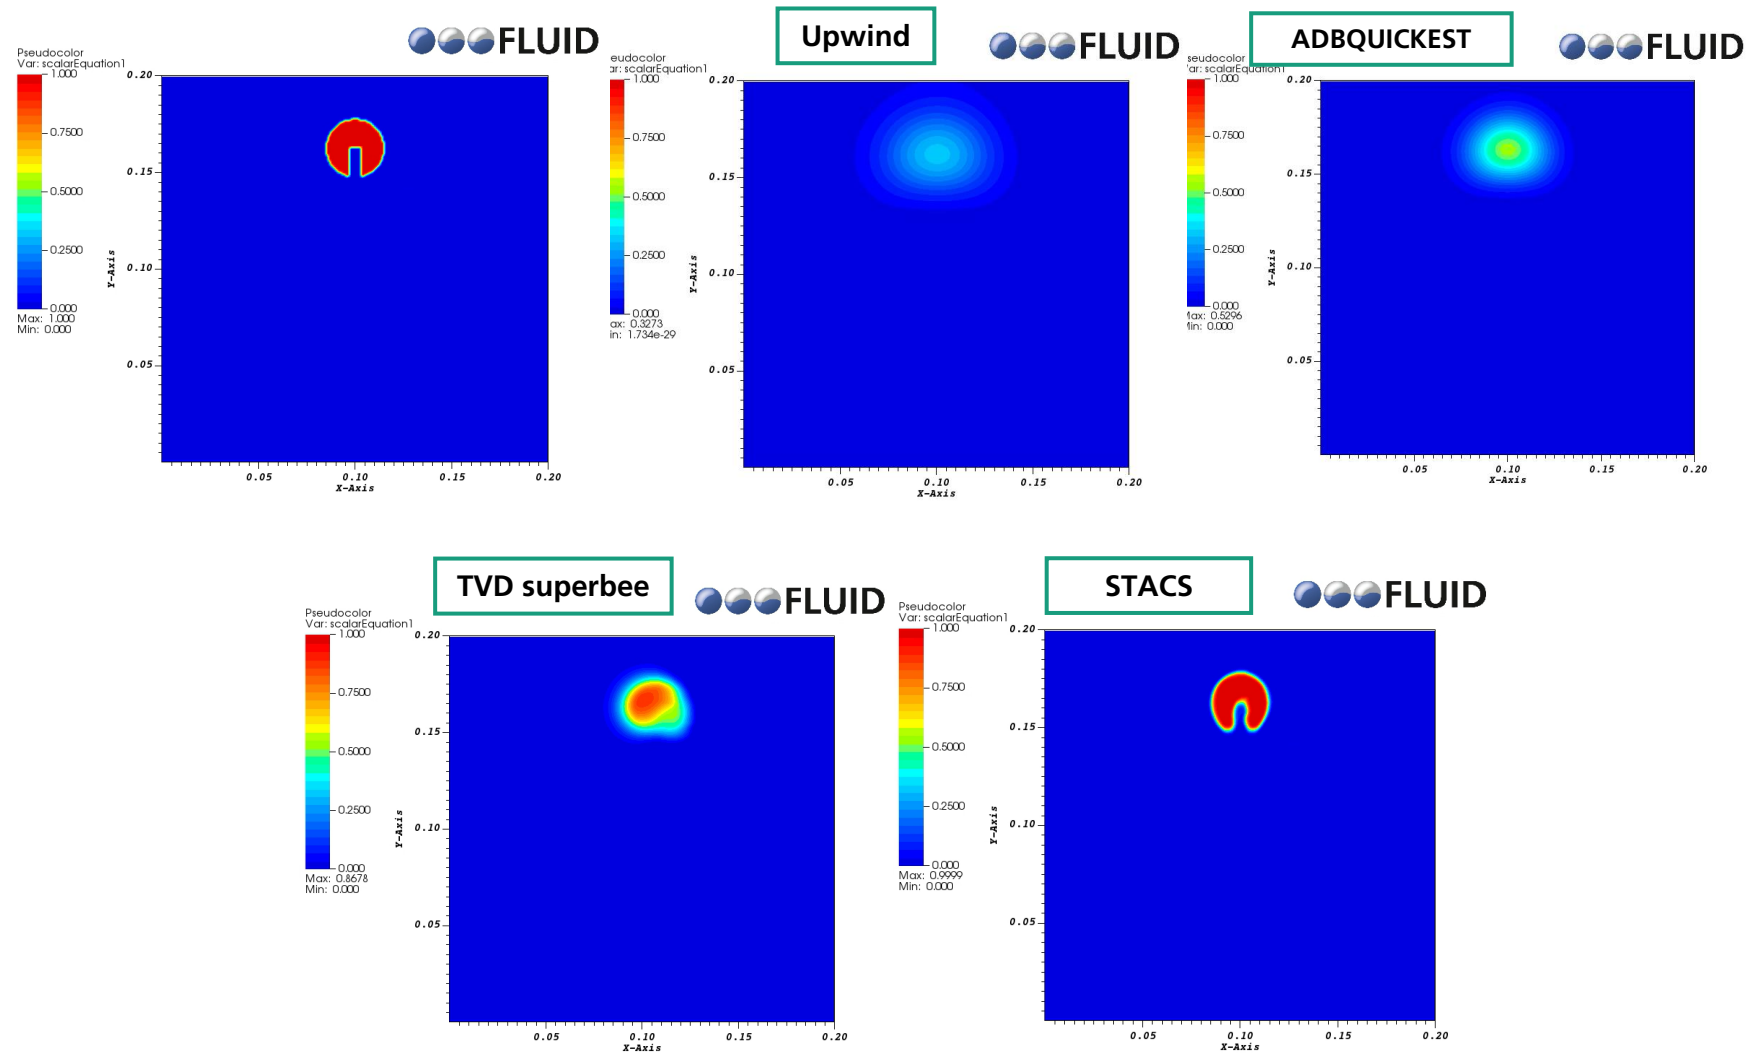 FLUID
Pseudocolor
Var: scalarEquation1
1.000
0.7500
0.5000
0.2500
0.000
Max: 1.000
Min: 0.000
0.20
0.15
0.10
0.05
Y-Axis
0.05
0.10
0.15
0.20
X-Axis
Upwind
FLUID
eudocolor
ar: scalarEquation1
1.000
0.7500
0.5000
0.2500
0.000
ax: 0.3273
in: 1.734e-29
0.20
0.15
0.10
0.05
Y-Axis
0.05
0.10
0.15
0.20
X-Axis
ADBQUICKEST
FLUID
seudocolor
ar: scalarEquation1
1.000
0.7500
0.5000
0.2500
0.000
Max: 0.5296
Min: 0.000
0.20
0.15
0.10
0.05
Y-Axis
0.05
0.10
0.15
0.20
X-Axis
TVD superbee
FLUID
Pseudocolor
Var: scalarEquation1
1.000
0.7500
0.5000
0.2500
0.000
Max: 0.8678
Min: 0.000
0.20
0.15
0.10
0.05
Y-Axis
0.05
0.10
0.15
0.20
X-Axis
STACS
FLUID
Pseudocolor
Var: scalarEquation1
1.000
0.7500
0.5000
0.2500
0.000
Max: 0.9999
Min: 0.000
0.20
0.15
0.10
0.05
Y-Axis
0.05
0.10
0.15
0.20
X-Axis